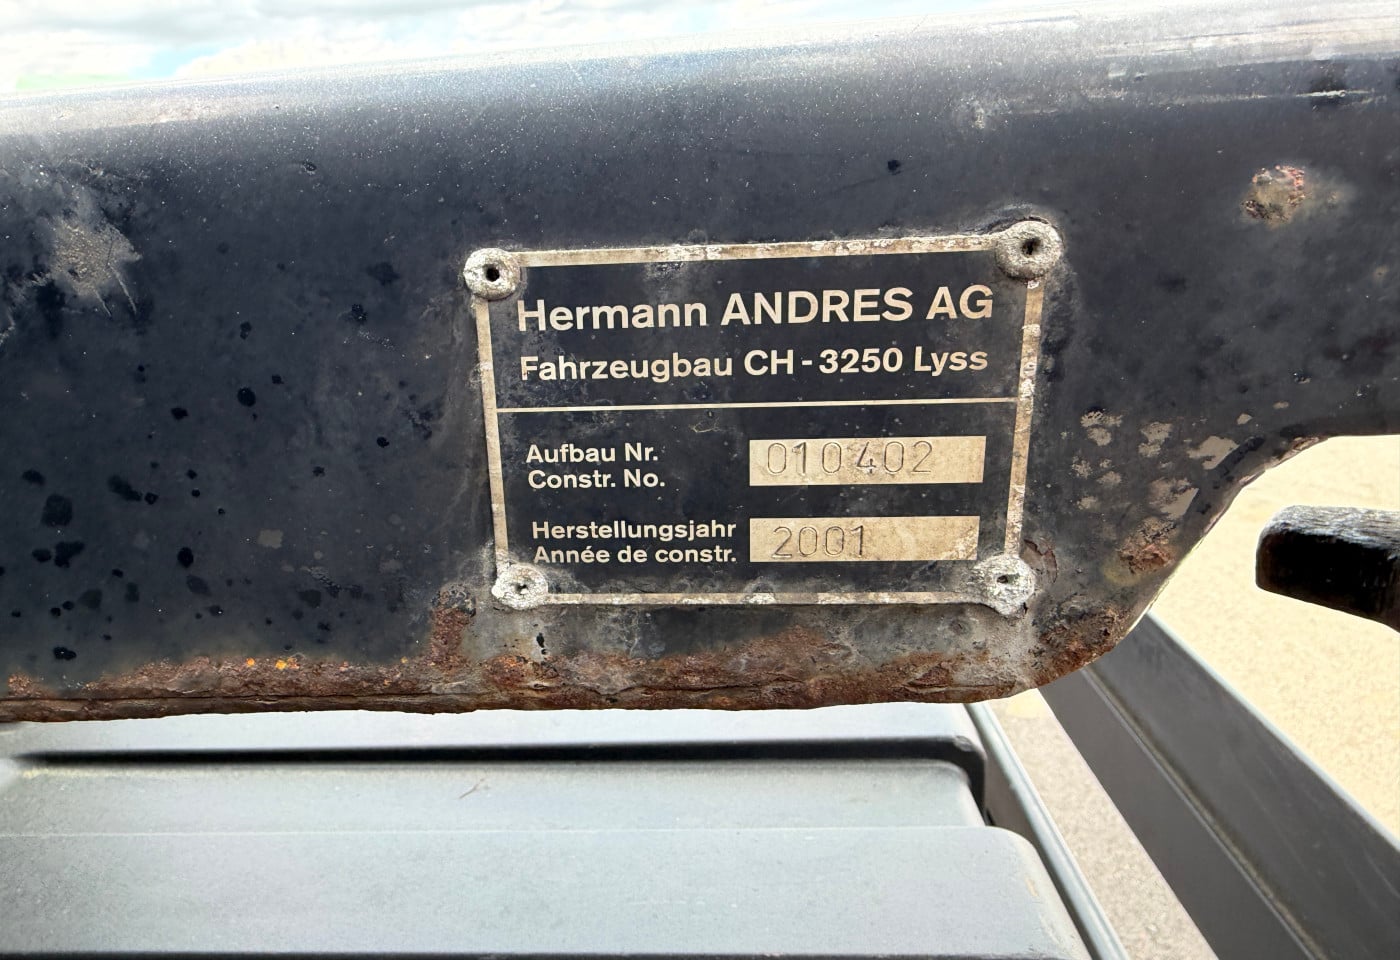 Hermann ANDRES AG
Fahrzeugbau CH - 3250 Lyss
Aufbau Nr.
Constr. No.
010402
Herstellungsjahr
Année de constr.
2001